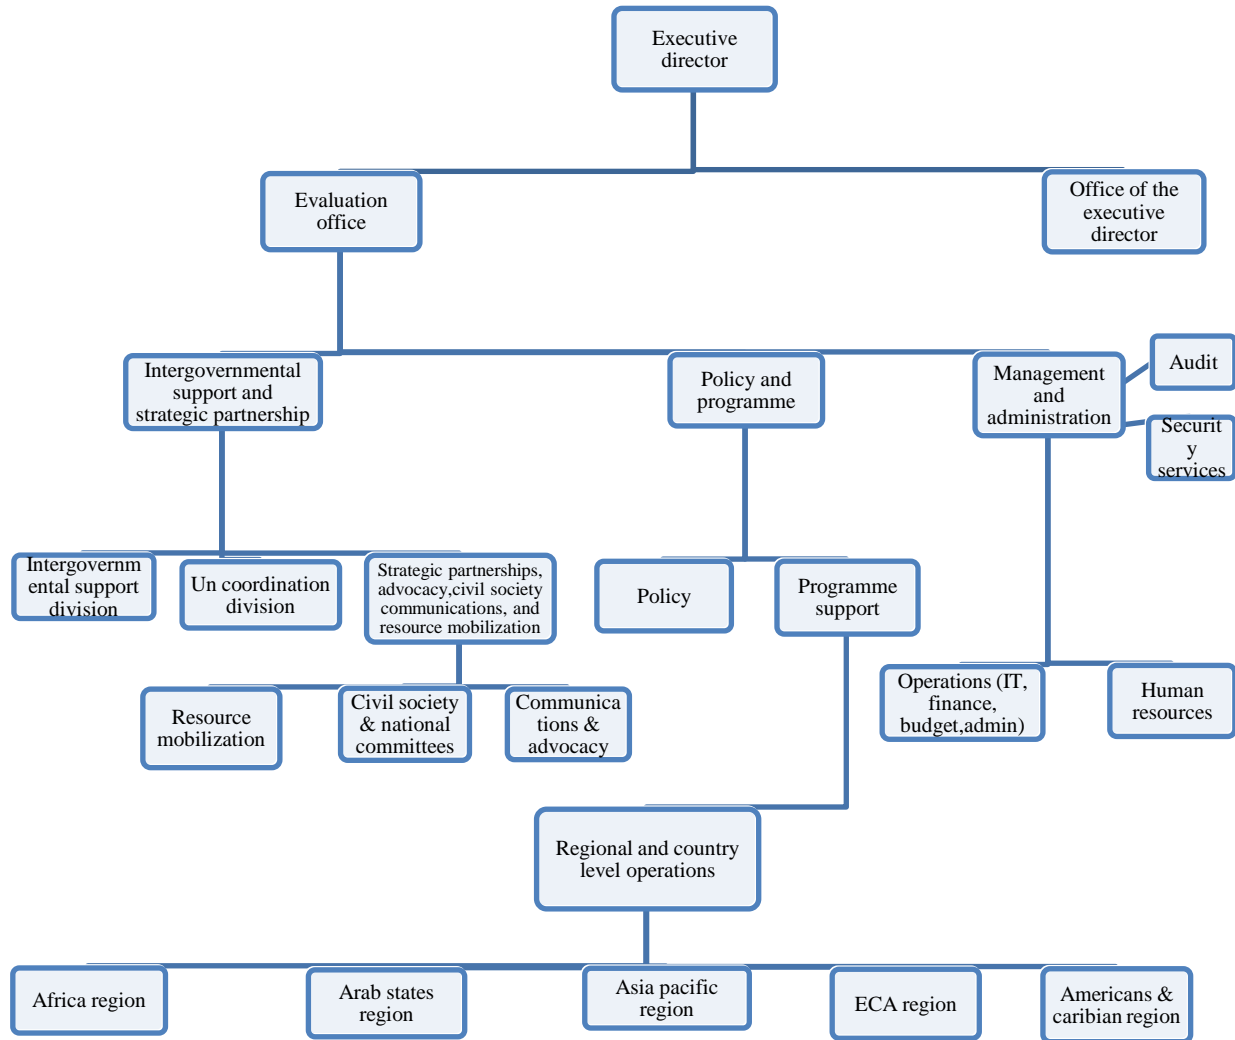 Executive
director
Evaluation
office
Office of the
executive
director
Intergovernmental
support and
strategic partnership
Policy and
programme
Management
and
administration
Audit
Securit
y
services
Intergovernm
ental support
division
Un coordination
division
Strategic partnerships,
advocacy,civil society
communications, and
resource mobilization
Policy
Programme
support
Resource
mobilization
Civil society
& national
committees
Communica
tions &
advocacy
Operations (IT,
finance,
budget,admin)
Human
resources
Regional and country
level operations
Africa region
Arab states
region
Asia pacific
region
ECA region
Americans &
caribian region